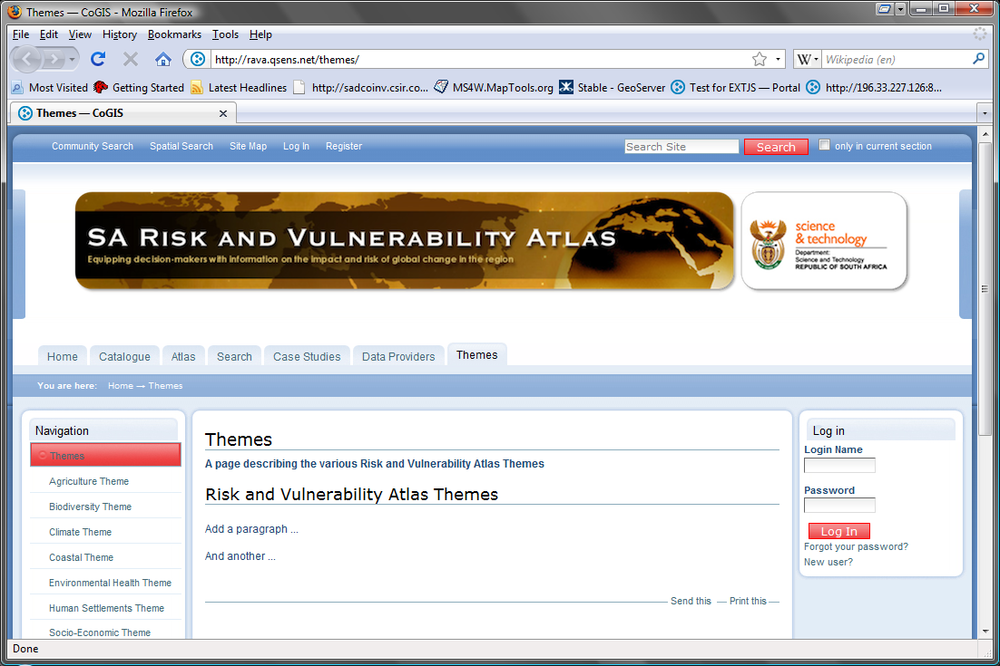 Themes — CoGIS - Mozilla Firefox
File Edit View History Bookmarks Tools Help
http://rava.qsens.net/themes/
W Wikipedia (en)
Most Visited Getting Started Latest Headlines http://sadcoinv.csir.co... MS4W.MapTools.org Stable - GeoServer Test for EXTJS — Portal http://196.33.227.126:8...
Themes — CoGIS
Community Search Spatial Search Site Map Log In Register Search Site Search only in current section
SA Risk and Vulnerability Atlas
Equipping decision-makers with information on the impact and risk of global change in the region
science
& technology
Department:
Science and Technology
REPUBLIC OF SOUTH AFRICA
Home Catalogue Atlas Search Case Studies Data Providers Themes
You are here: Home → Themes
Navigation
Themes
Agriculture Theme
Biodiversity Theme
Climate Theme
Coastal Theme
Environmental Health Theme
Human Settlements Theme
Socio-Economic Theme
Themes
A page describing the various Risk and Vulnerability Atlas Themes
Risk and Vulnerability Atlas Themes
Add a paragraph ...
And another ...
Send this — Print this —
Log in
Login Name
Password
Log In
Forgot your password?
New user?
Done